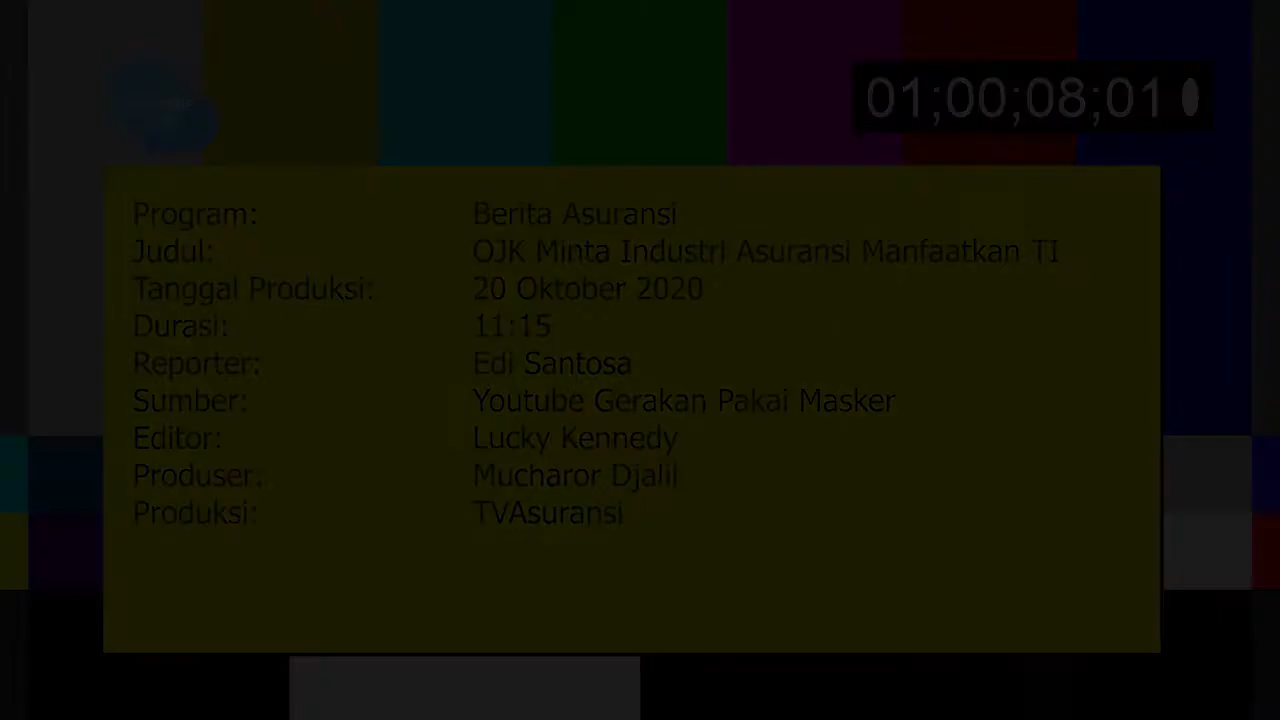 01;00;08;01
Program: Berita Asuransi
Judul: OJK Minta Industri Asuransi Manfaatkan TI
Tanggal Produksi: 20 Oktober 2020
Durasi: 11:15
Reporter: Edi Santosa
Sumber: Youtube Gerakan Pakai Masker
Editor: Lucky Kennedy
Produser: Mucharor Djalil
Produksi: TVAsuransi